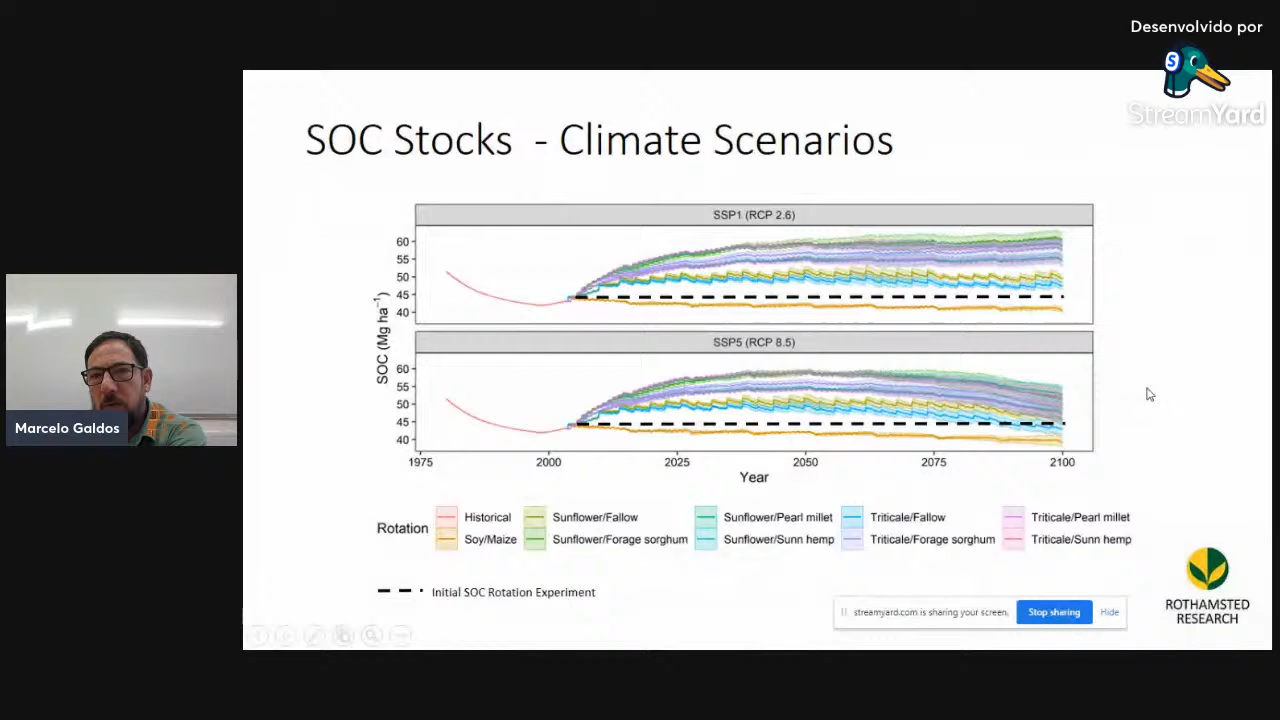 Desenvolvido por
S
StreamYard
SOC Stocks - Climate Scenarios
SSP1 (RCP 2.6)
60
55
50
45
40
SSP5 (RCP 8.5)
60
55
50
45
40
SOC (Mg ha⁻¹)
1975 2000 2025 2050 2075 2100
Year
Marcelo Galdos
Rotation
Historical Sunflower/Fallow Sunflower/Pearl millet Triticale/Fallow Triticale/Pearl millet
Soy/Maize Sunflower/Forage sorghum Sunflower/Sunn hemp Triticale/Forage sorghum Triticale/Sunn hemp
Initial SOC Rotation Experiment
streamyard.com is sharing your screen. Stop sharing Hide
ROTHAMSTED
RESEARCH